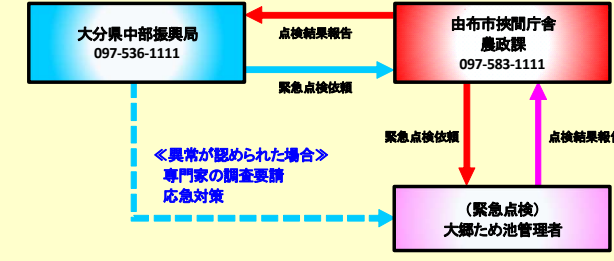 大分県中部振興局
097-536-1111
点検結果報告
緊急点検依頼
由布市挾間庁舎
農政課
097-583-1111
緊急点検依頼
点検結果報告
≪異常が認められた場合≫
専門家の調査要請
応急対策
（緊急点検）
大郷ため池管理者